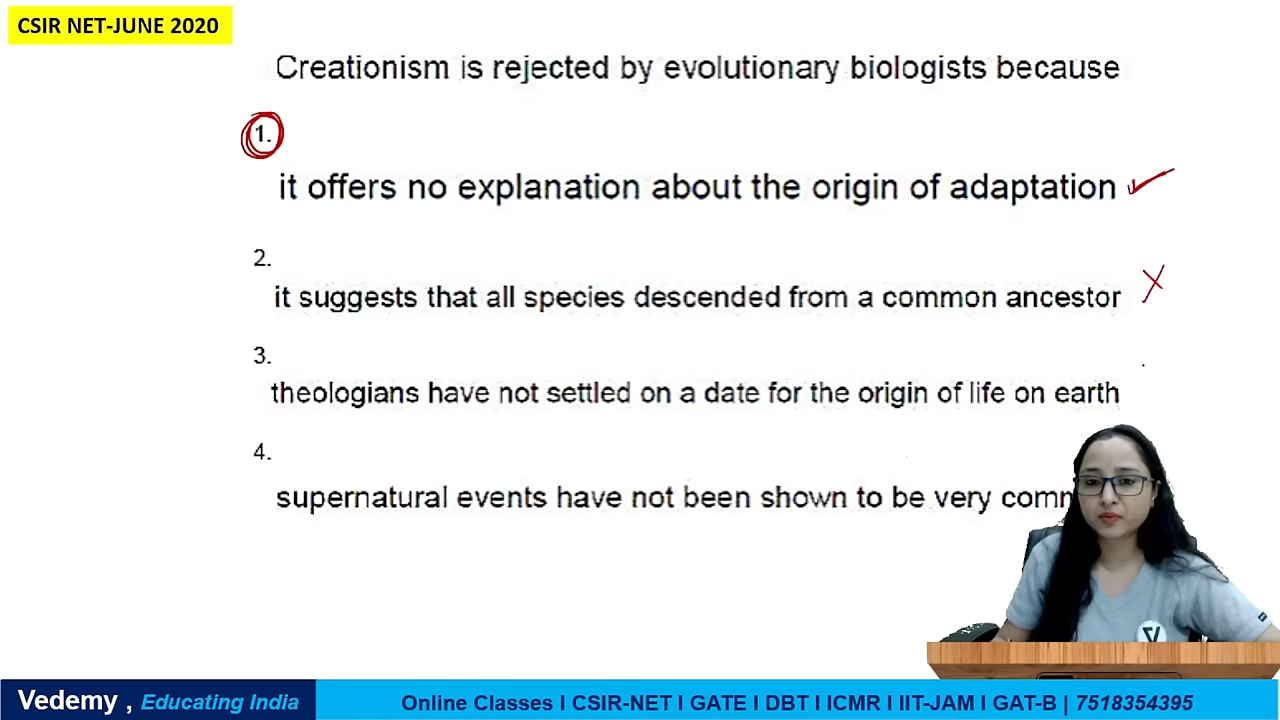 CSIR NET-JUNE 2020
Creationism is rejected by evolutionary biologists because
1.
it offers no explanation about the origin of adaptation
2.
it suggests that all species descended from a common ancestor
3.
theologians have not settled on a date for the origin of life on earth
4.
supernatural events have not been shown to be very
Vedemy , Educating India
Online Classes I CSIR-NET I GATE I DBT I ICMR I IIT-JAM I GAT-B | 7518354395